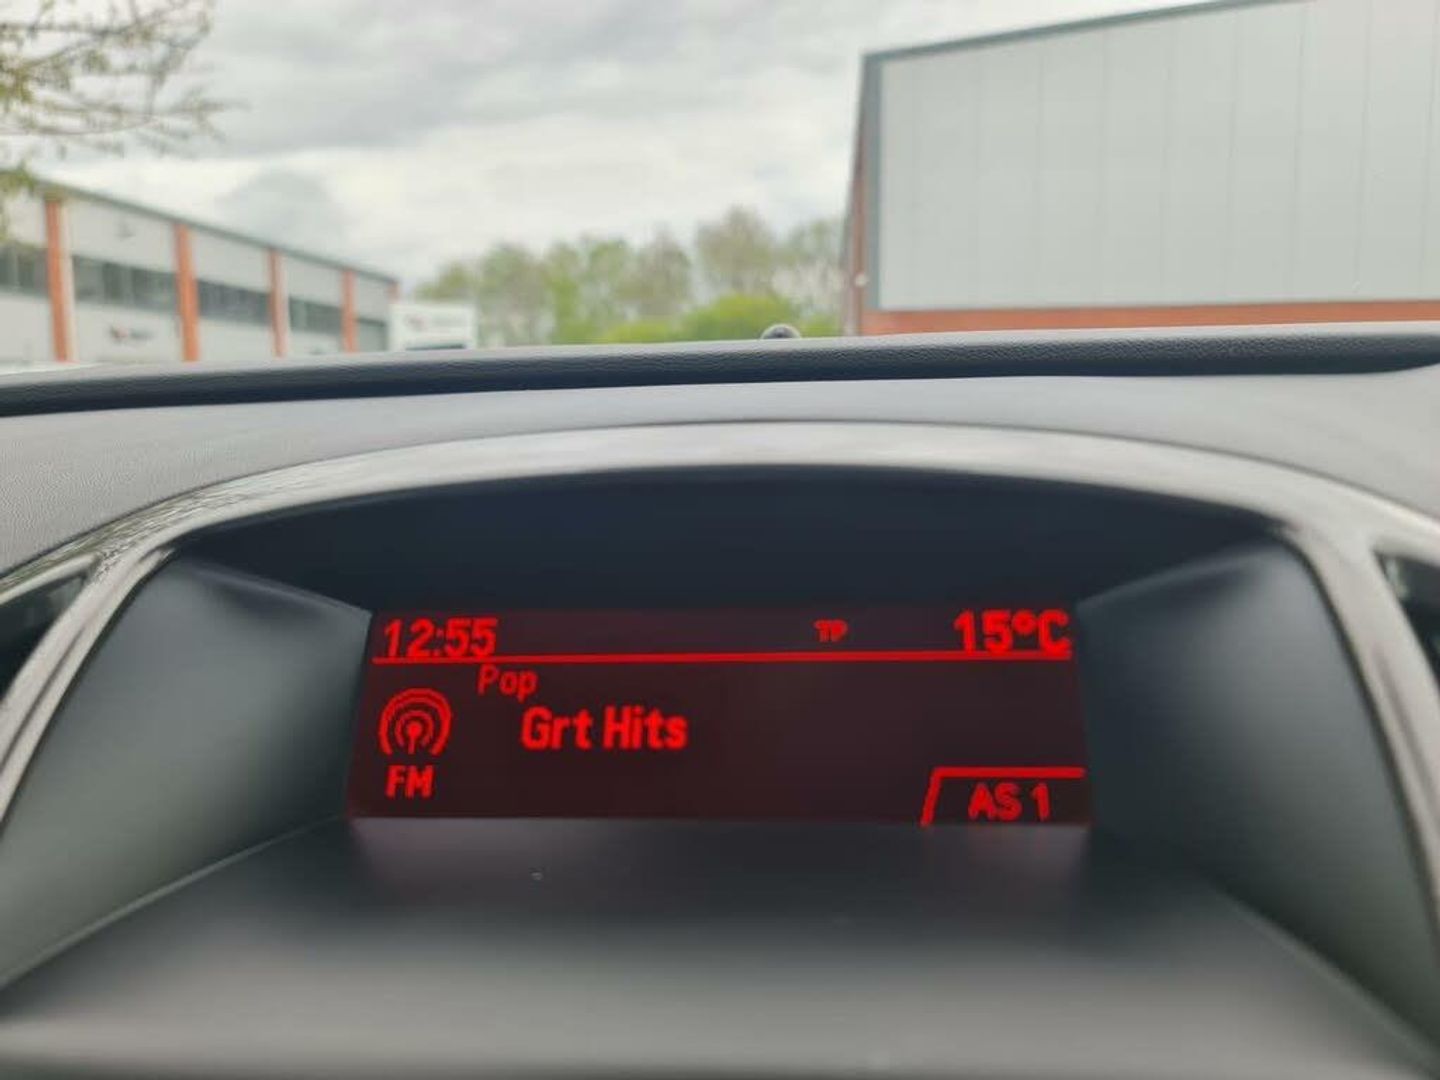 12:55 TP 15°C
Pop
Grt Hits
FM
AS 1